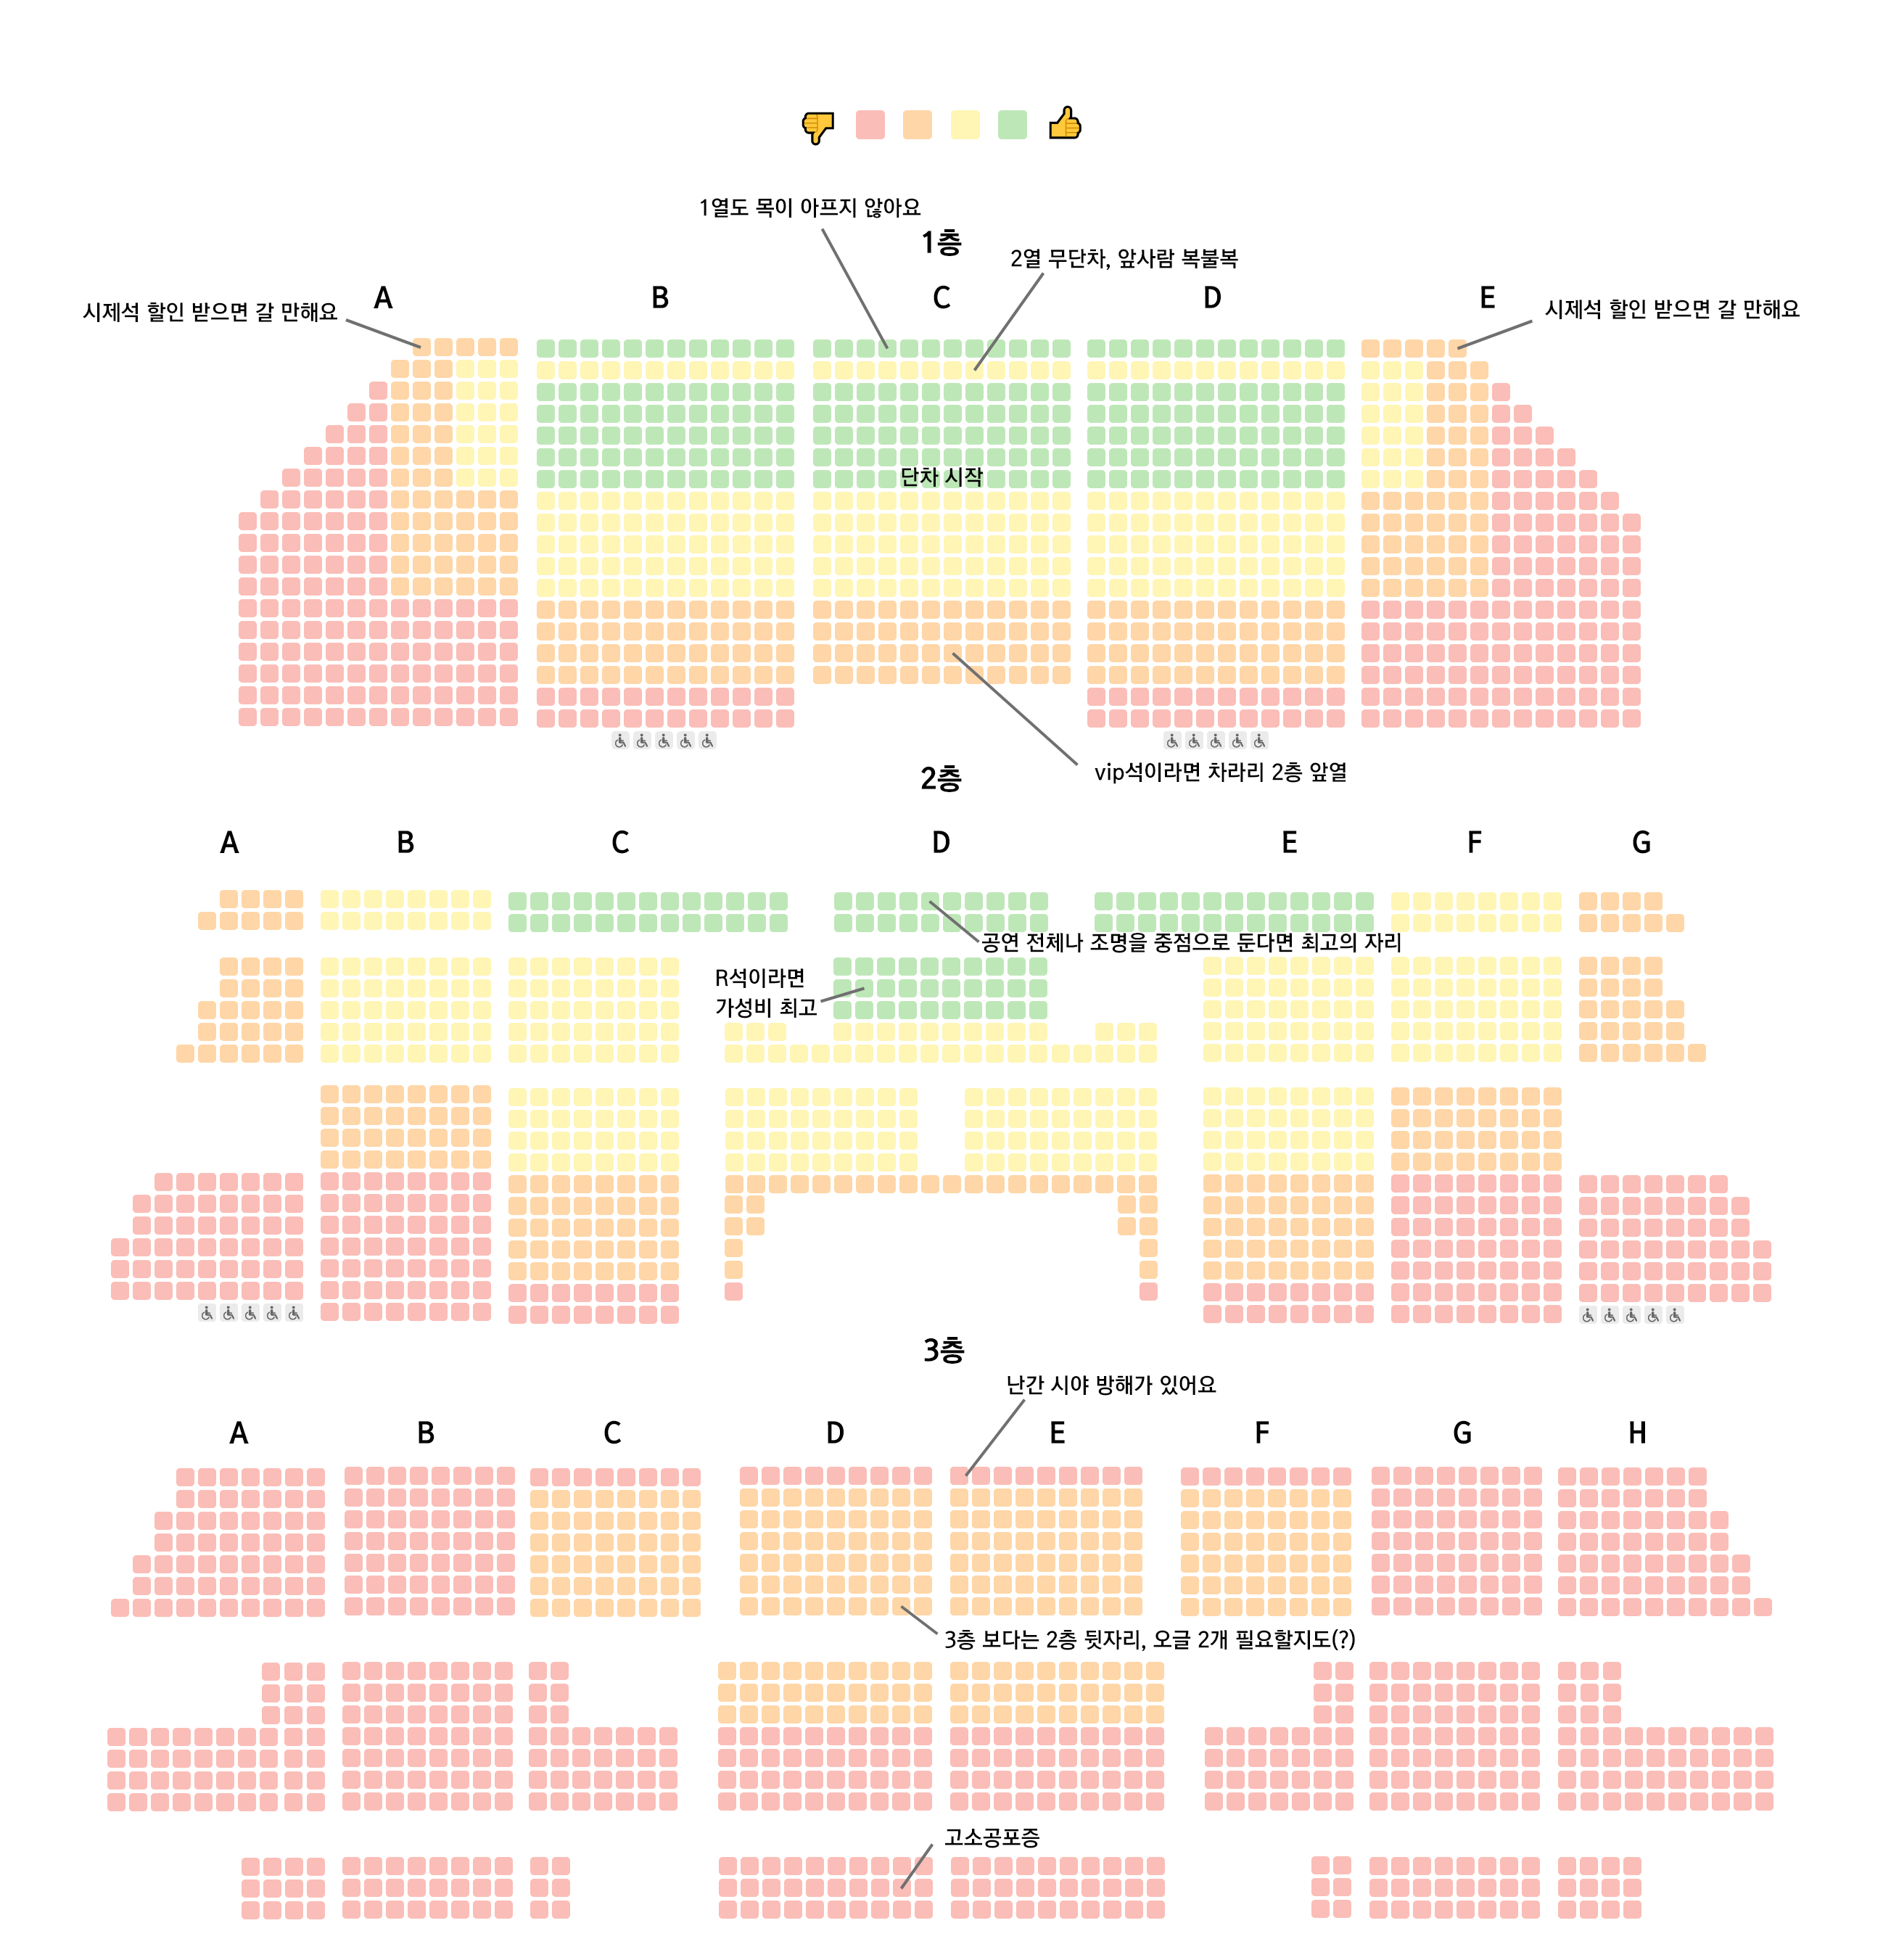 1열도 목이 아프지 않아요
1층
2열 무단차, 앞사람 복불복
A
B
C
D
E
시제석 할인 받으면 갈 만해요
시제석 할인 받으면 갈 만해요
단차 시작
vip석이라면 차라리 2층 앞열
2층
A
B
C
D
E
F
G
공연 전체나 조명을 중점으로 둔다면 최고의 자리
R석이라면
가성비 최고
3층
난간 시야 방해가 있어요
A
B
C
D
E
F
G
H
3층 보다는 2층 뒷자리, 오글 2개 필요할지도(?)
고소공포증